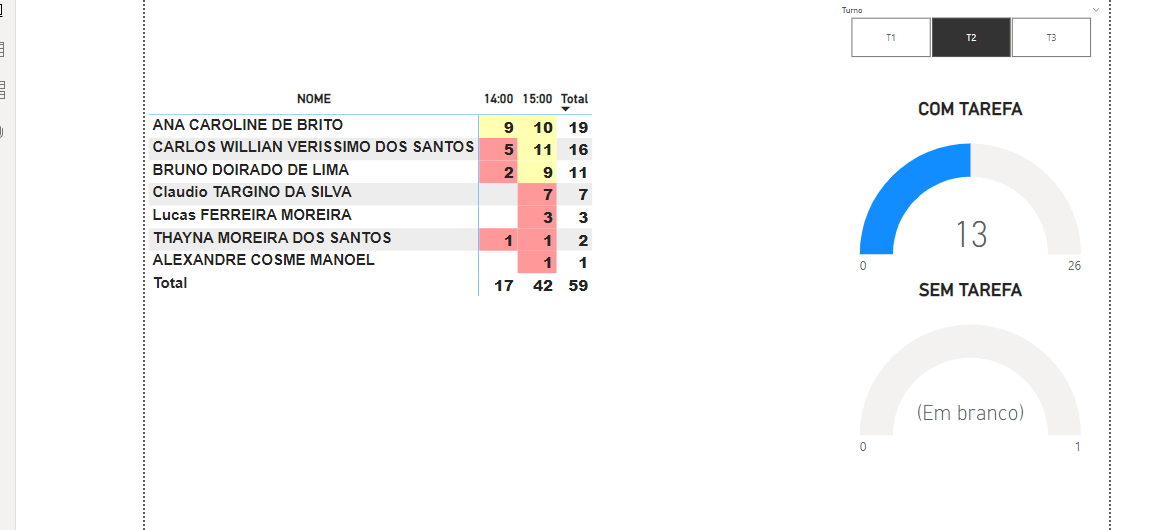 Turno
T1 T2 T3
NOME 14:00 15:00 Total
ANA CAROLINE DE BRITO 9 10 19
CARLOS WILLIAN VERISSIMO DOS SANTOS 5 11 16
BRUNO DOIRADO DE LIMA 2 9 11
Claudio TARGINO DA SILVA 7 7
Lucas FERREIRA MOREIRA 3 3
THAYNA MOREIRA DOS SANTOS 1 1 2
ALEXANDRE COSME MANOEL 1 1
Total 17 42 59
COM TAREFA
13
0 26
SEM TAREFA
(Em branco)
0 1